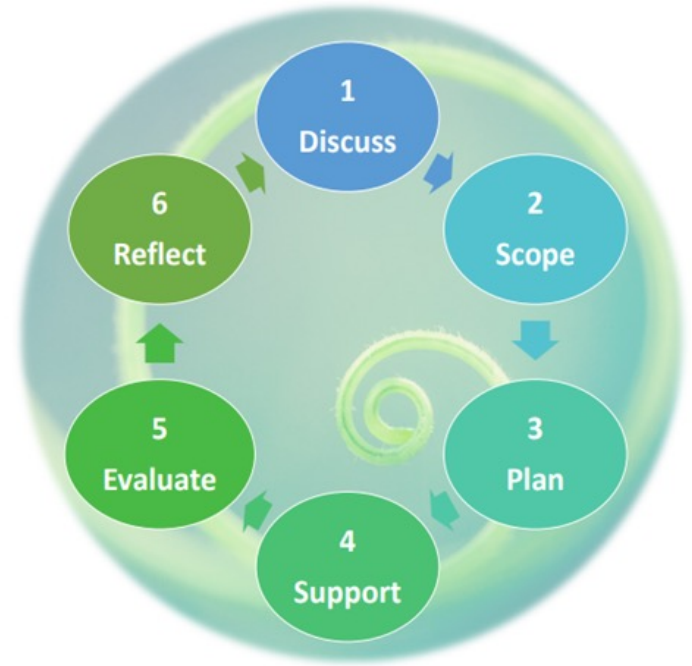 1
Discuss
2
Scope
3
Plan
4
Support
5
Evaluate
6
Reflect